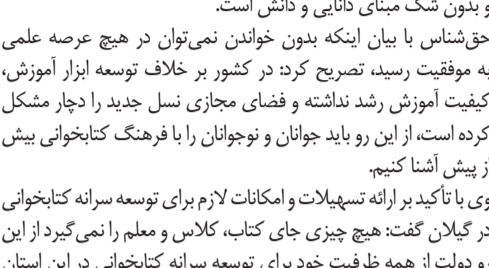 و بدون شک مبنای دانایی و دانش است.
حق‌شناس با بیان اینکه بدون خواندن نمی‌توان در هیچ عرصه علمی
به موفقیت رسید، تصریح کرد: در کشور بر خلاف توسعه ابزار آموزش،
کیفیت آموزش رشد نداشته و فضای مجازی نسل جدید را دچار مشکل
کرده است، از این رو باید جوانان و نوجوانان را با فرهنگ کتابخوانی بیش
از پیش آشنا کنیم.
وی با تأکید بر ارائه تسهیلات و امکانات لازم برای توسعه سرانه کتابخوانی
در گیلان گفت: هیچ چیزی جای کتاب، کلاس و معلم را نمی‌گیرد از این
رو دولت از همه ظرفیت خود برای توسعه سرانه کتابخوانی در این استان